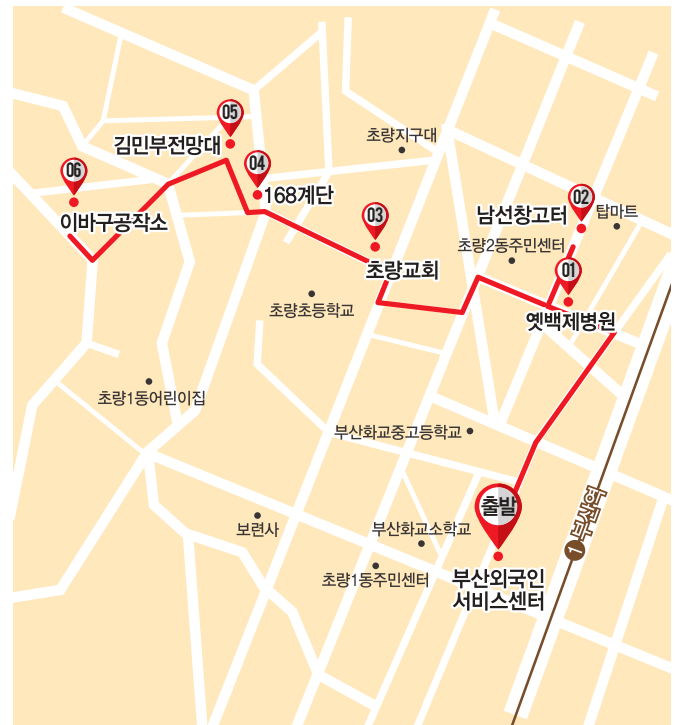 05
김민부전망대
초량지구대
06
04
168계단
이바구공작소
03
초량교회
02
남선창고터
탑마트
초량2동주민센터
01
옛백제병원
초량초등학교
초량1동어린이집
부산화교중고등학교
출발
부산외국인
서비스센터
1 부산역
보련사
부산화교소학교
초량1동주민센터